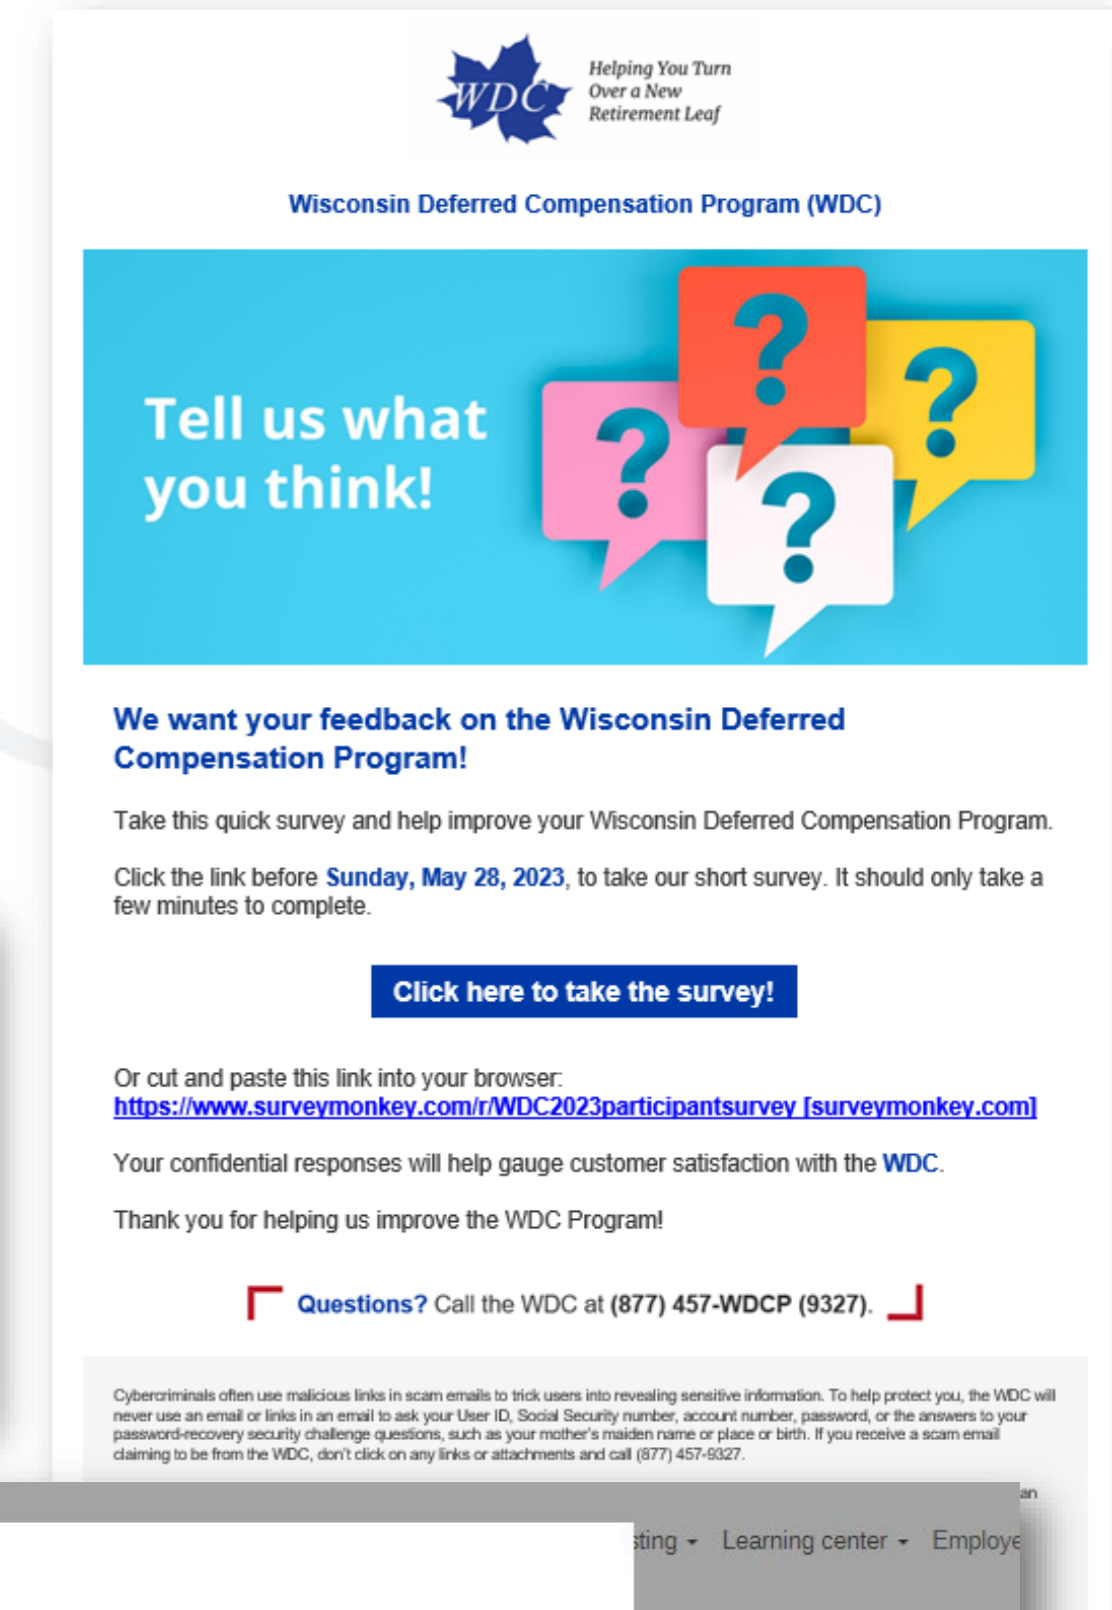 WDC
Helping You Turn
Over a New
Retirement Leaf
Wisconsin Deferred Compensation Program (WDC)
Tell us what
you think!
? ? ? ?
We want your feedback on the Wisconsin Deferred
Compensation Program!
Take this quick survey and help improve your Wisconsin Deferred Compensation Program.
Click the link before Sunday, May 28, 2023, to take our short survey. It should only take a
few minutes to complete.
Click here to take the survey!
Or cut and paste this link into your browser:
https://www.surveymonkey.com/r/WDC2023participantsurvey [surveymonkey.com]
Your confidential responses will help gauge customer satisfaction with the WDC.
Thank you for helping us improve the WDC Program!
Questions? Call the WDC at (877) 457-WDCP (9327).
Cybercriminals often use malicious links in scam emails to trick users into revealing sensitive information. To help protect you, the WDC will
never use an email or links in an email to ask your User ID, Social Security number, account number, password, or the answers to your
password-recovery security challenge questions, such as your mother's maiden name or place or birth. If you receive a scam email
claiming to be from the WDC, don't click on any links or attachments and call (877) 457-9327.
an
sting Learning center Employe